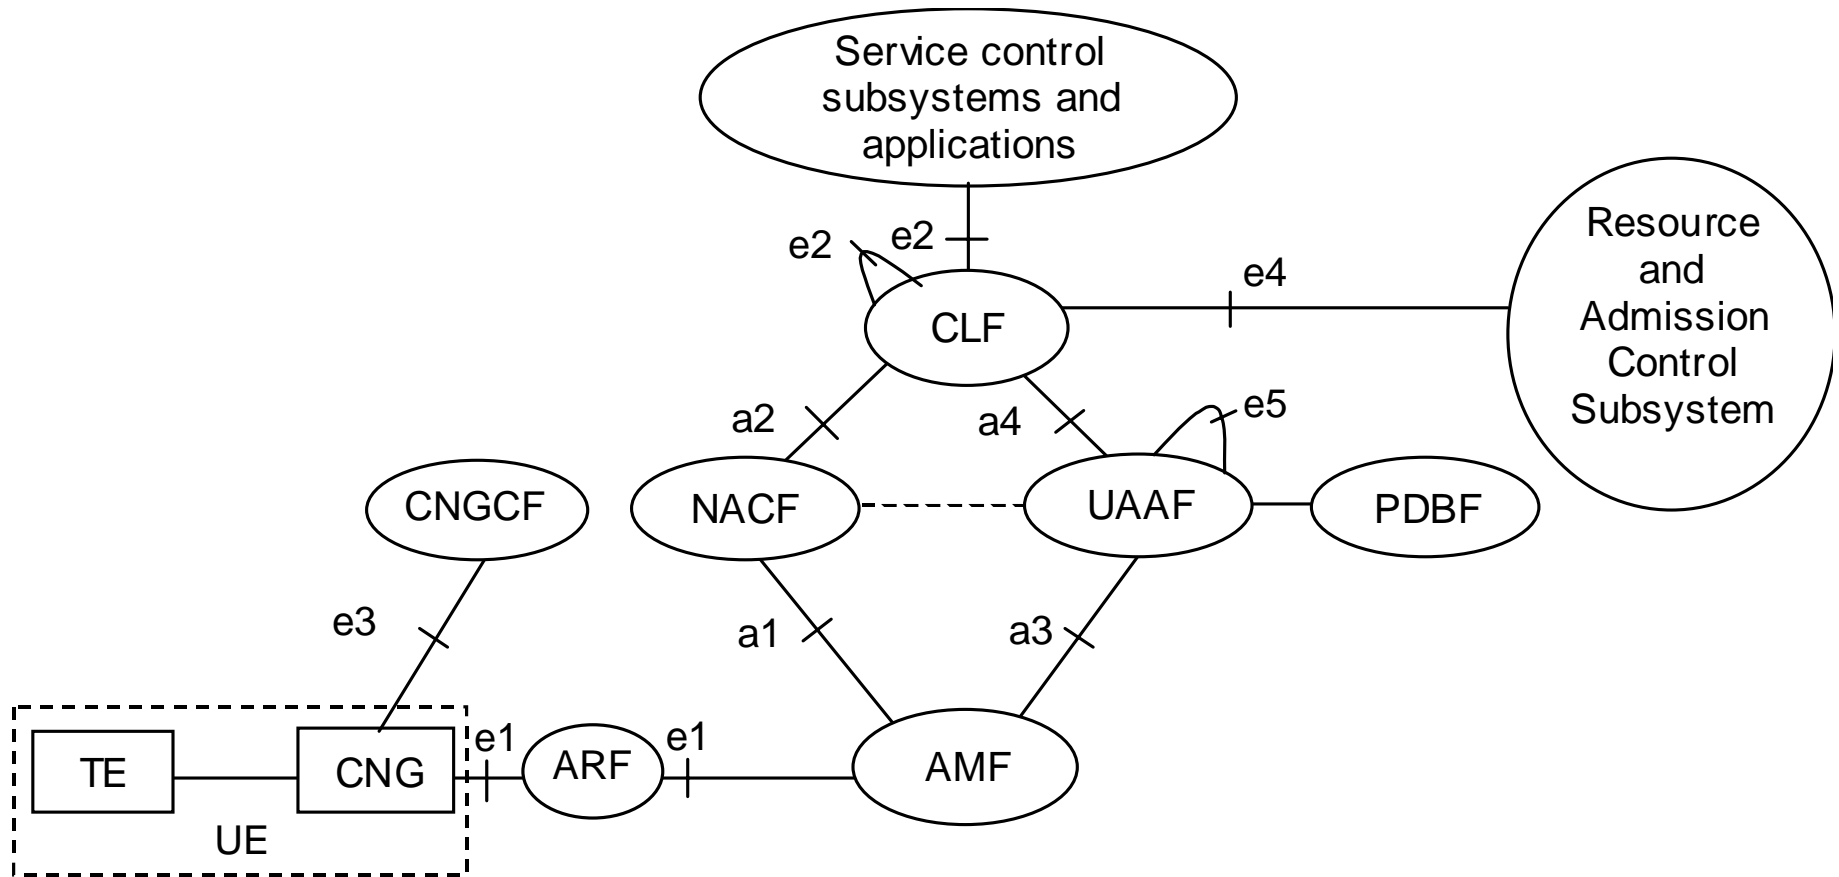 Service control
subsystems and
applications
Resource
and
Admission
Control
Subsystem
e2
e2
e4
CLF
a2
a4
e5
CNGCF
NACF
UAAF
PDBF
e3
a1
a3
e1
e1
TE
CNG
ARF
AMF
UE